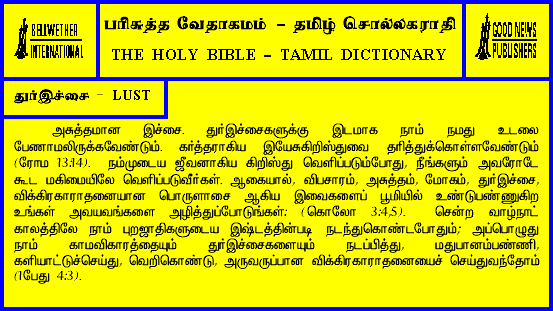 BELLWETHER
INTERNATIONAL
பரிசுத்த வேதாகமம் – தமிழ் சொல்லகராதி
THE HOLY BIBLE – TAMIL DICTIONARY
GOOD NEWS
PUBLISHERS
துர்இச்சை – LUST
அசுத்தமான இச்சை. துர்இச்சைகளுக்கு இடமாக நாம் நமது உடலை
பேணாமலிருக்கவேண்டும். கர்த்தராகிய இயேசுகிறிஸ்துவை தரித்துக்கொள்ளவேண்டும்
(ரோம 13:14). நம்முடைய ஜீவனாகிய கிறிஸ்து வெளிப்படும்போது, நீங்களும் அவரோடே
கூட மகிமையிலே வெளிப்படுவீர்கள். ஆகையால், விபசாரம், அசுத்தம், மோகம், துர்இச்சை,
விக்கிரகாராதனையான பொருளாசை ஆகிய இவைகளைப் பூமியில் உண்டுபண்ணுகிற
உங்கள் அவயவங்களை அழித்துப்போடுங்கள்; (கொலோ 3:4,5). சென்ற வாழ்நாட்
காலத்திலே நாம் புறஜாதிகளுடைய இஷ்டத்தின்படி நடந்துகொண்டபோதும்; அப்பொழுது
நாம் காமவிகாரத்தையும் துர்இச்சைகளையும் நடப்பித்து, மதுபானம்பண்ணி,
களியாட்டுச்செய்து, வெறிகொண்டு, அருவருப்பான விக்கிரகாராதனையைச் செய்துவந்தோம்
(1பேது 4:3).